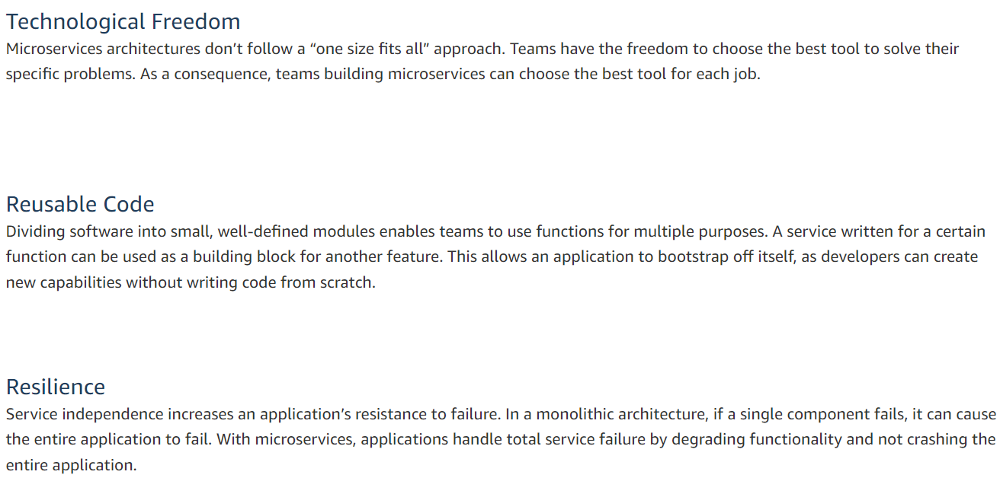 Technological Freedom
Microservices architectures don’t follow a “one size fits all” approach. Teams have the freedom to choose the best tool to solve their
specific problems. As a consequence, teams building microservices can choose the best tool for each job.
Reusable Code
Dividing software into small, well-defined modules enables teams to use functions for multiple purposes. A service written for a certain
function can be used as a building block for another feature. This allows an application to bootstrap off itself, as developers can create
new capabilities without writing code from scratch.
Resilience
Service independence increases an application’s resistance to failure. In a monolithic architecture, if a single component fails, it can cause
the entire application to fail. With microservices, applications handle total service failure by degrading functionality and not crashing the
entire application.